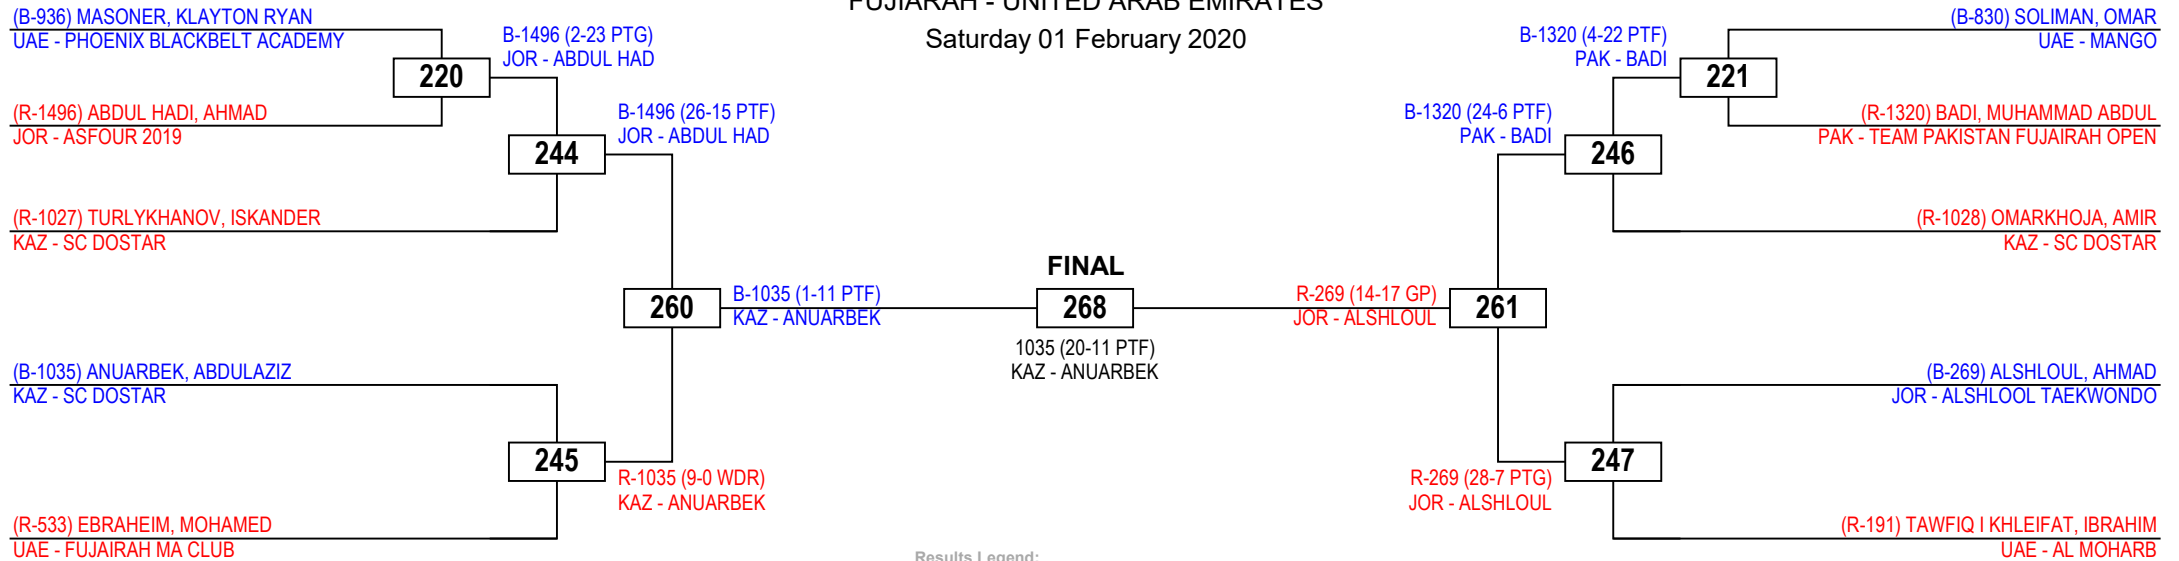 FUJIARAH - UNITED ARAB EMIRATES
Saturday 01 February 2020
(B-936) MASONER, KLAYTON RYAN
UAE - PHOENIX BLACKBELT ACADEMY
220
(R-1496) ABDUL HADI, AHMAD
JOR - ASFOUR 2019
B-1496 (2-23 PTG)
JOR - ABDUL HAD
244
(R-1027) TURLYKHANOV, ISKANDER
KAZ - SC DOSTAR
B-1496 (26-15 PTF)
JOR - ABDUL HAD
260
B-1035 (1-11 PTF)
KAZ - ANUARBEK
(B-1035) ANUARBEK, ABDULAZIZ
KAZ - SC DOSTAR
245
R-1035 (9-0 WDR)
KAZ - ANUARBEK
(R-533) EBRAHEIM, MOHAMED
UAE - FUJAIRAH MA CLUB
FINAL
268
1035 (20-11 PTF)
KAZ - ANUARBEK
(B-830) SOLIMAN, OMAR
UAE - MANGO
221
(R-1320) BADI, MUHAMMAD ABDUL
PAK - TEAM PAKISTAN FUJAIRAH OPEN
B-1320 (4-22 PTF)
PAK - BADI
246
(R-1028) OMARKHOJA, AMIR
KAZ - SC DOSTAR
B-1320 (24-6 PTF)
PAK - BADI
261
R-269 (14-17 GP)
JOR - ALSHLOUL
(B-269) ALSHLOUL, AHMAD
JOR - ALSHLOOL TAEKWONDO
247
R-269 (28-7 PTG)
JOR - ALSHLOUL
(R-191) TAWFIQ I KHLEIFAT, IBRAHIM
UAE - AL MOHARB
Results Legend: